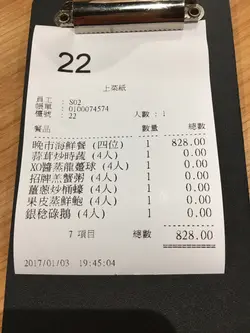 22
上菜紙
員工 : S02
帳單 : 0100074574
檯號 : 22 人數 : 1
餐品 數量 總數
晚市海鮮餐 (四位) 1 828.00
蒜茸炒時蔬 (4人) 1 0.00
XO醬蒸龍躉球 (4人) 1 0.00
招牌羔蟹粥 (4人) 1 0.00
薑蔥炒桶蠔 (4人) 1 0.00
果皮蒸鮮鮑 (4人) 1 0.00
銀稔碌鵝 (4人) 1 0.00
7 項目 總數 828.00
2017/01/03 19:45:04